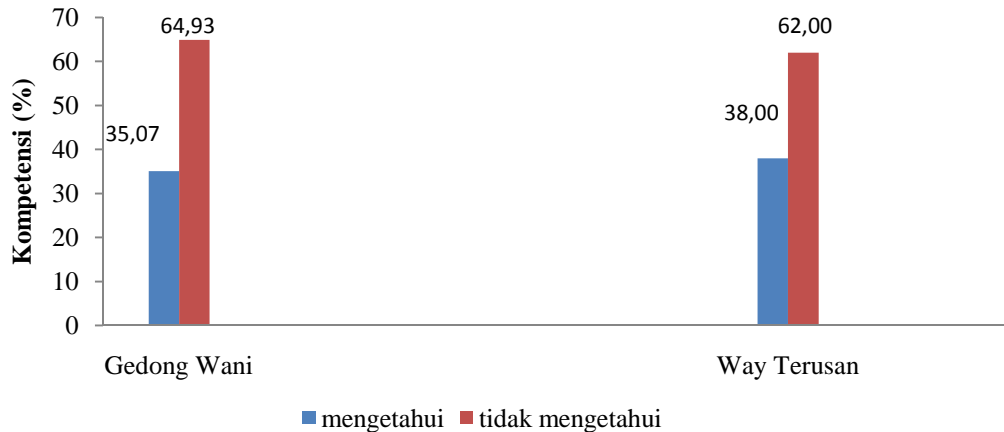 Kompetensi (%)
70
60
50
40
30
20
10
0
64,93
35,07
62,00
38,00
Gedong Wani
Way Terusan
mengetahui
tidak mengetahui